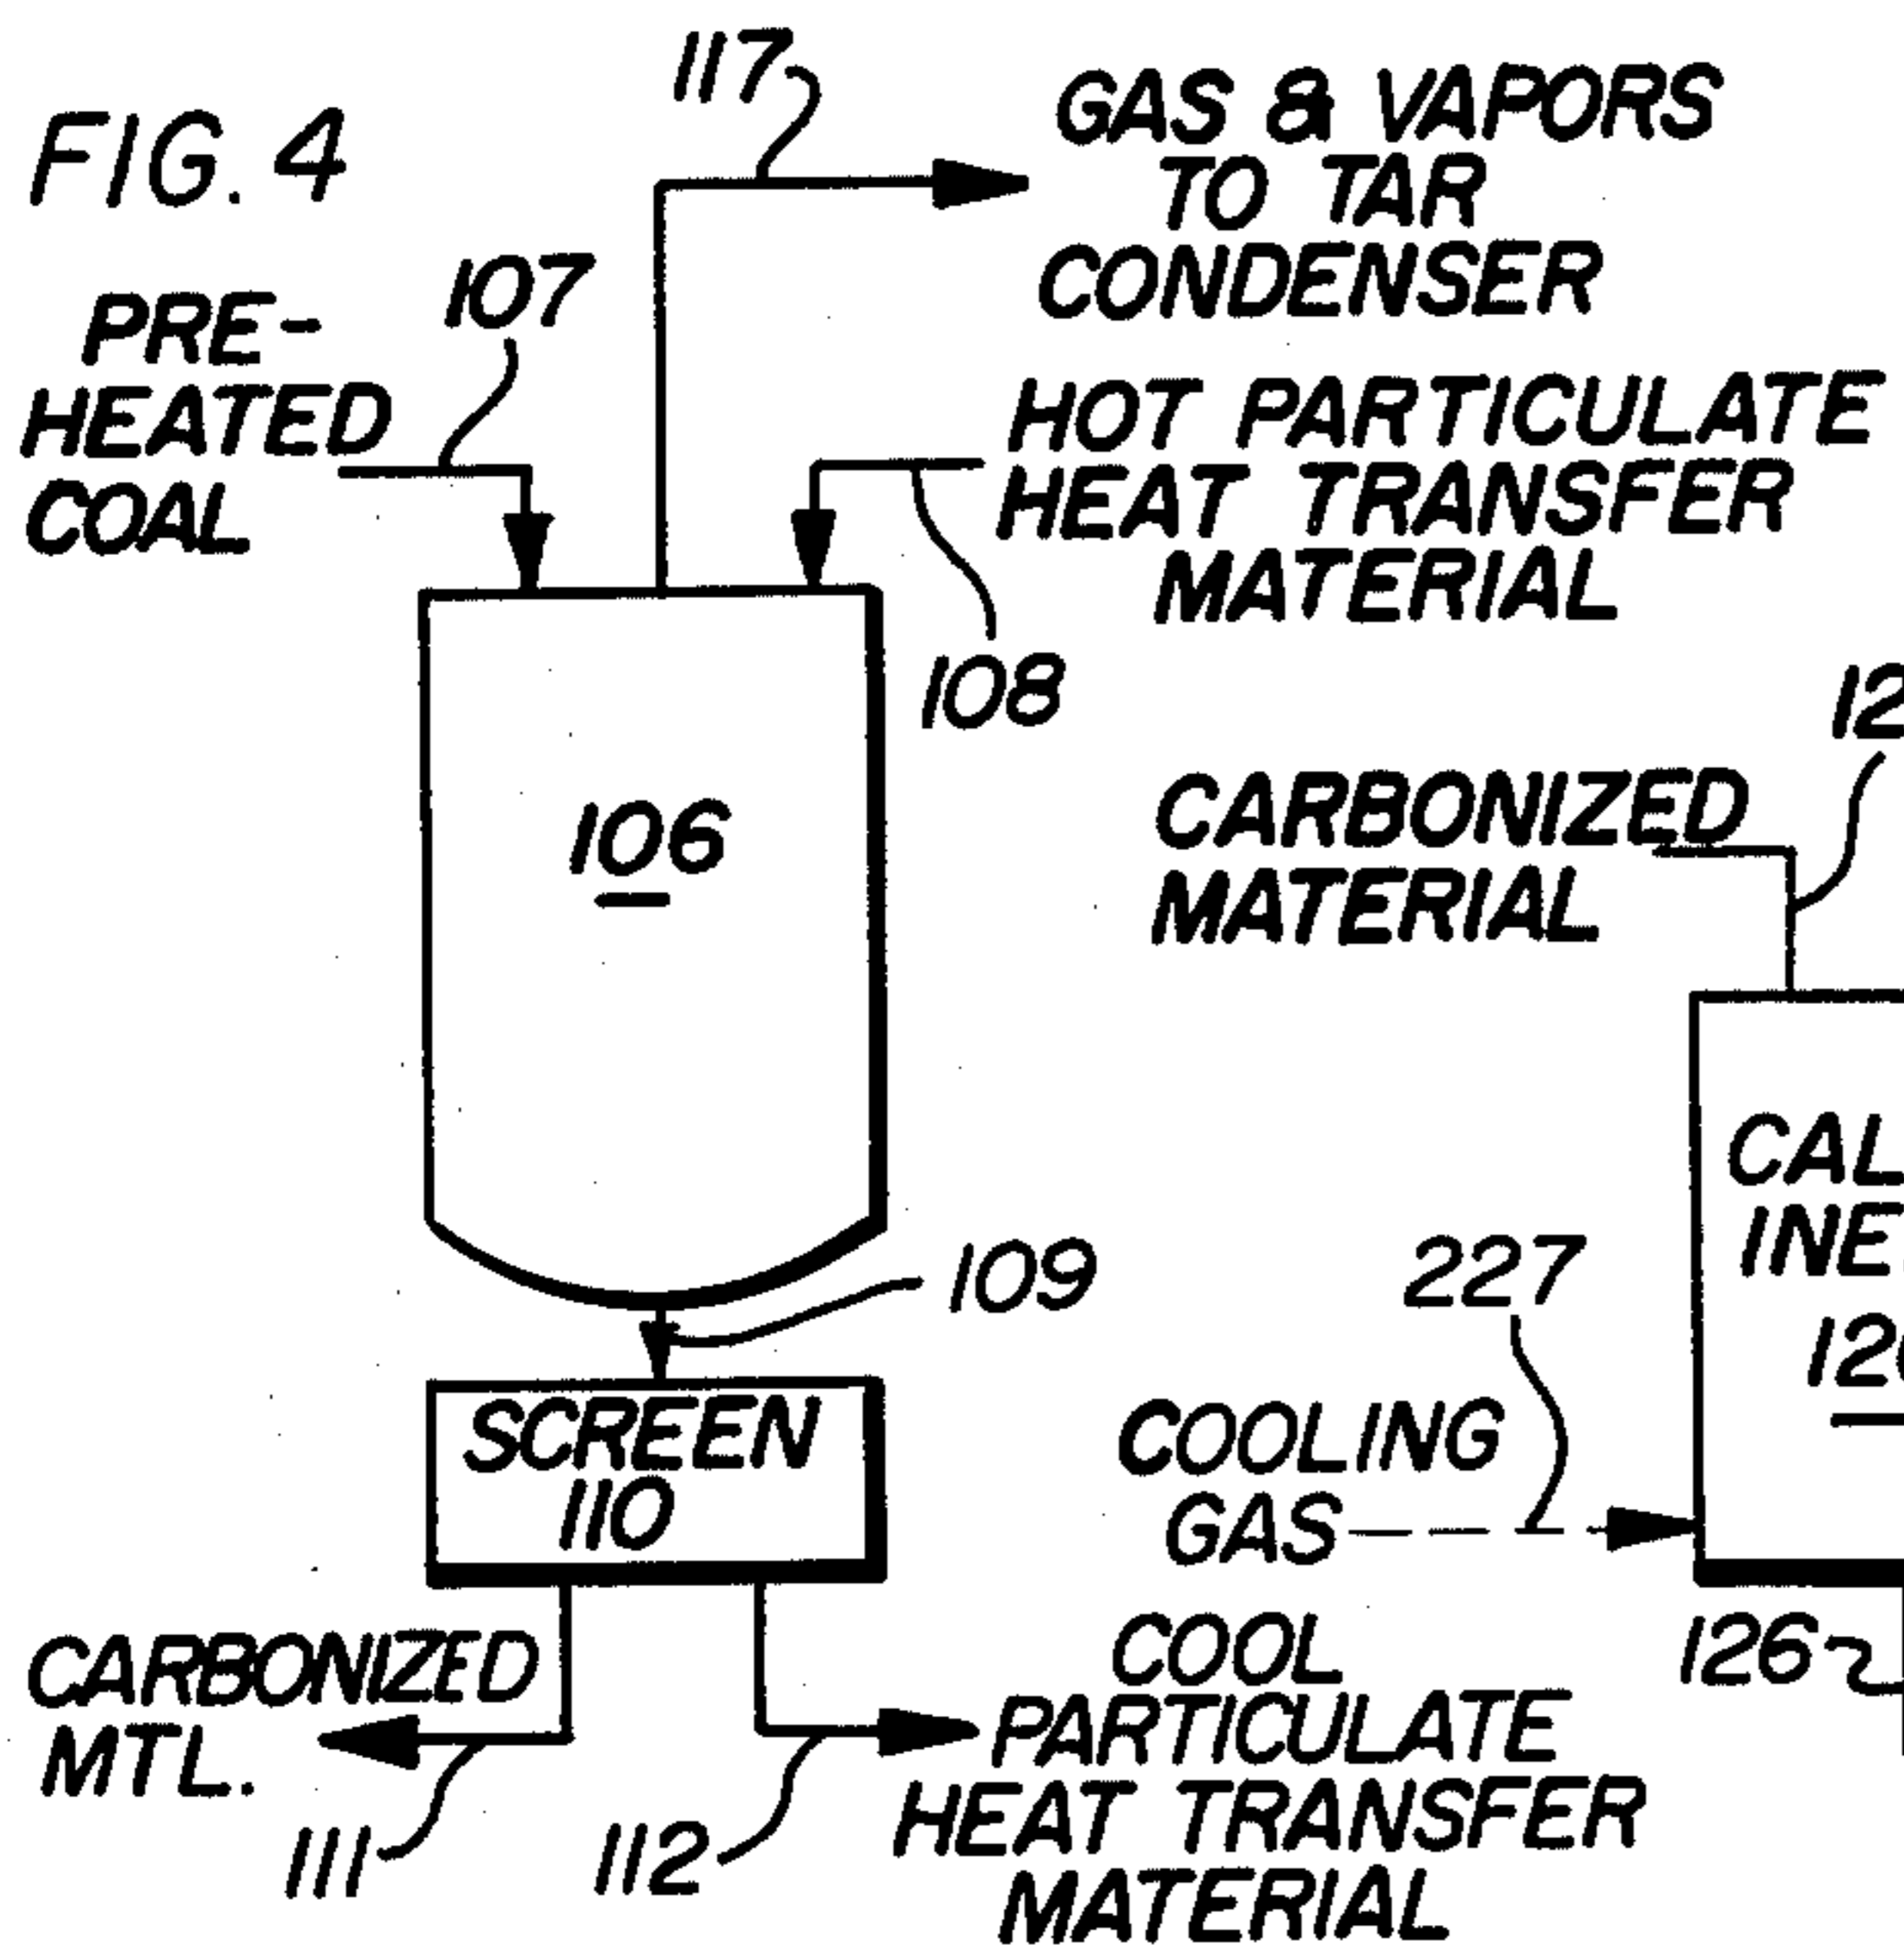 FIG. 4
117
GAS & VAPORS
TO TAR
CONDENSER
107
PRE-
HEATED
COAL
HOT PARTICULATE
HEAT TRANSFER
MATERIAL
108
106
CARBONIZED
MATERIAL
109
227
SCREEN
110
COOLING
GAS
CARBONIZED
MTL.
111
112
COOL
PARTICULATE
HEAT TRANSFER
MATERIAL
126